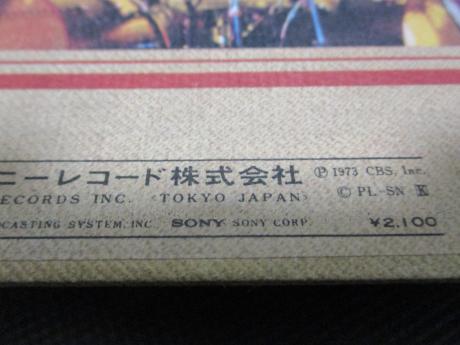 ニーレコード株式会社 Ⓟ 1973 CBS, Inc.
ECORDS INC. <TOKYO JAPAN> © PL-SN K
CASTING SYSTEM, INC. SONY SONY CORP. ¥2,100